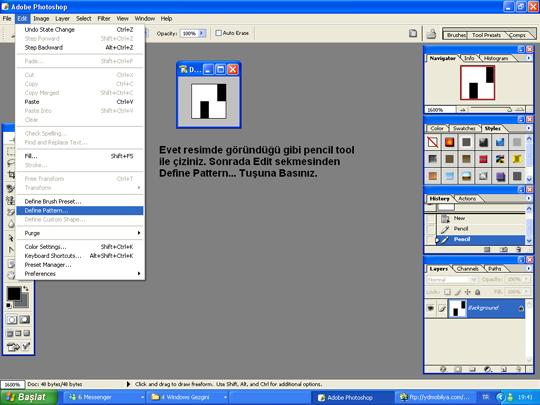 Adobe Photoshop
File Edit Image Layer Select Filter View Window Help
Opacity: 100% Auto Erase
Brushes Tool Presets Comps
Undo State Change Ctrl+Z
Step Forward Shift+Ctrl+Z
Step Backward Alt+Ctrl+Z
Fade... Shift+Ctrl+F
Cut Ctrl+X
Copy Ctrl+C
Copy Merged Shift+Ctrl+C
Paste Ctrl+V
Paste Into Shift+Ctrl+V
Clear
Check Spelling...
Find and Replace Text...
Fill... Shift+F5
Stroke...
Free Transform Ctrl+T
Transform
Define Brush Preset...
Define Pattern...
Define Custom Shape...
Purge
Color Settings... Shift+Ctrl+K
Keyboard Shortcuts... Alt+Shift+Ctrl+K
Preset Manager...
Preferences
D...
Evet resimde göründüğü gibi pencil tool
ile çiziniz. Sonrada Edit sekmesinden
Define Pattern... Tuşuna Basınız.
Navigator Info Histogram
1600%
Color Swatches Styles
History Actions
New
Pencil
Pencil
Layers Channels Paths
Normal Opacity:
Lock: Fill:
Background
1600% Doc: 48 bytes/48 bytes Click and drag to draw freeform. Use Shift, Alt, and Ctrl for additional options.
Başlat 6 Messenger 4 Windows Gezgini Adobe Photoshop ftp://ydmobilya.com/... TR 19:41